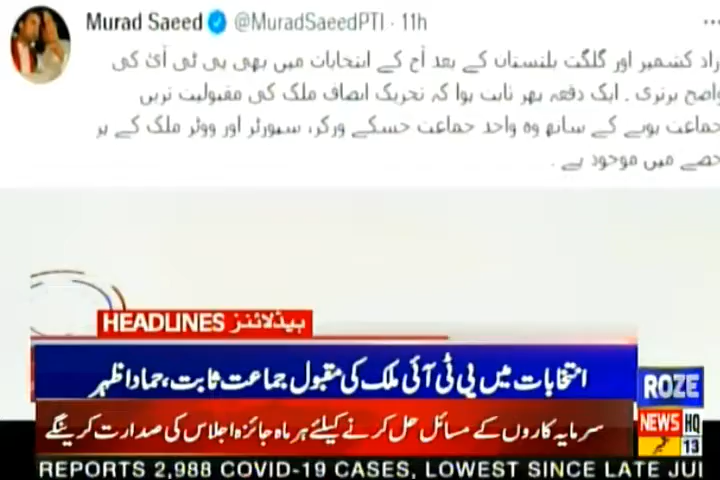 Murad Saeed @MuradSaeedPTI · 11h
زاد کشمیر اور گلگت بلتستان کے بعد آج کے انتخابات میں بھی پی ٹی آئ کی
واضح برتری ۔ ایک دفعہ پھر ثابت ہوا کہ تحریک انصاف ملک کی مقبولیت تریں
جماعت ہونے کے ساتھ وہ واحد جماعت جسکے ورکر، سپورٹر اور ووٹر ملک کے ہر
حصے میں موجود ہے ۔
HEADLINES ہیڈلائنز
انتخابات میں پی ٹی آئی ملک کی مقبول جماعت ثابت، حماد اظہر
سرمایہ کاروں کے مسائل حل کرنے کیلئے ہر ماہ جائزہ اجلاس کی صدارت کرینگے
ROZE
NEWS HQ
13
REPORTS 2,988 COVID-19 CASES, LOWEST SINCE LATE JUL